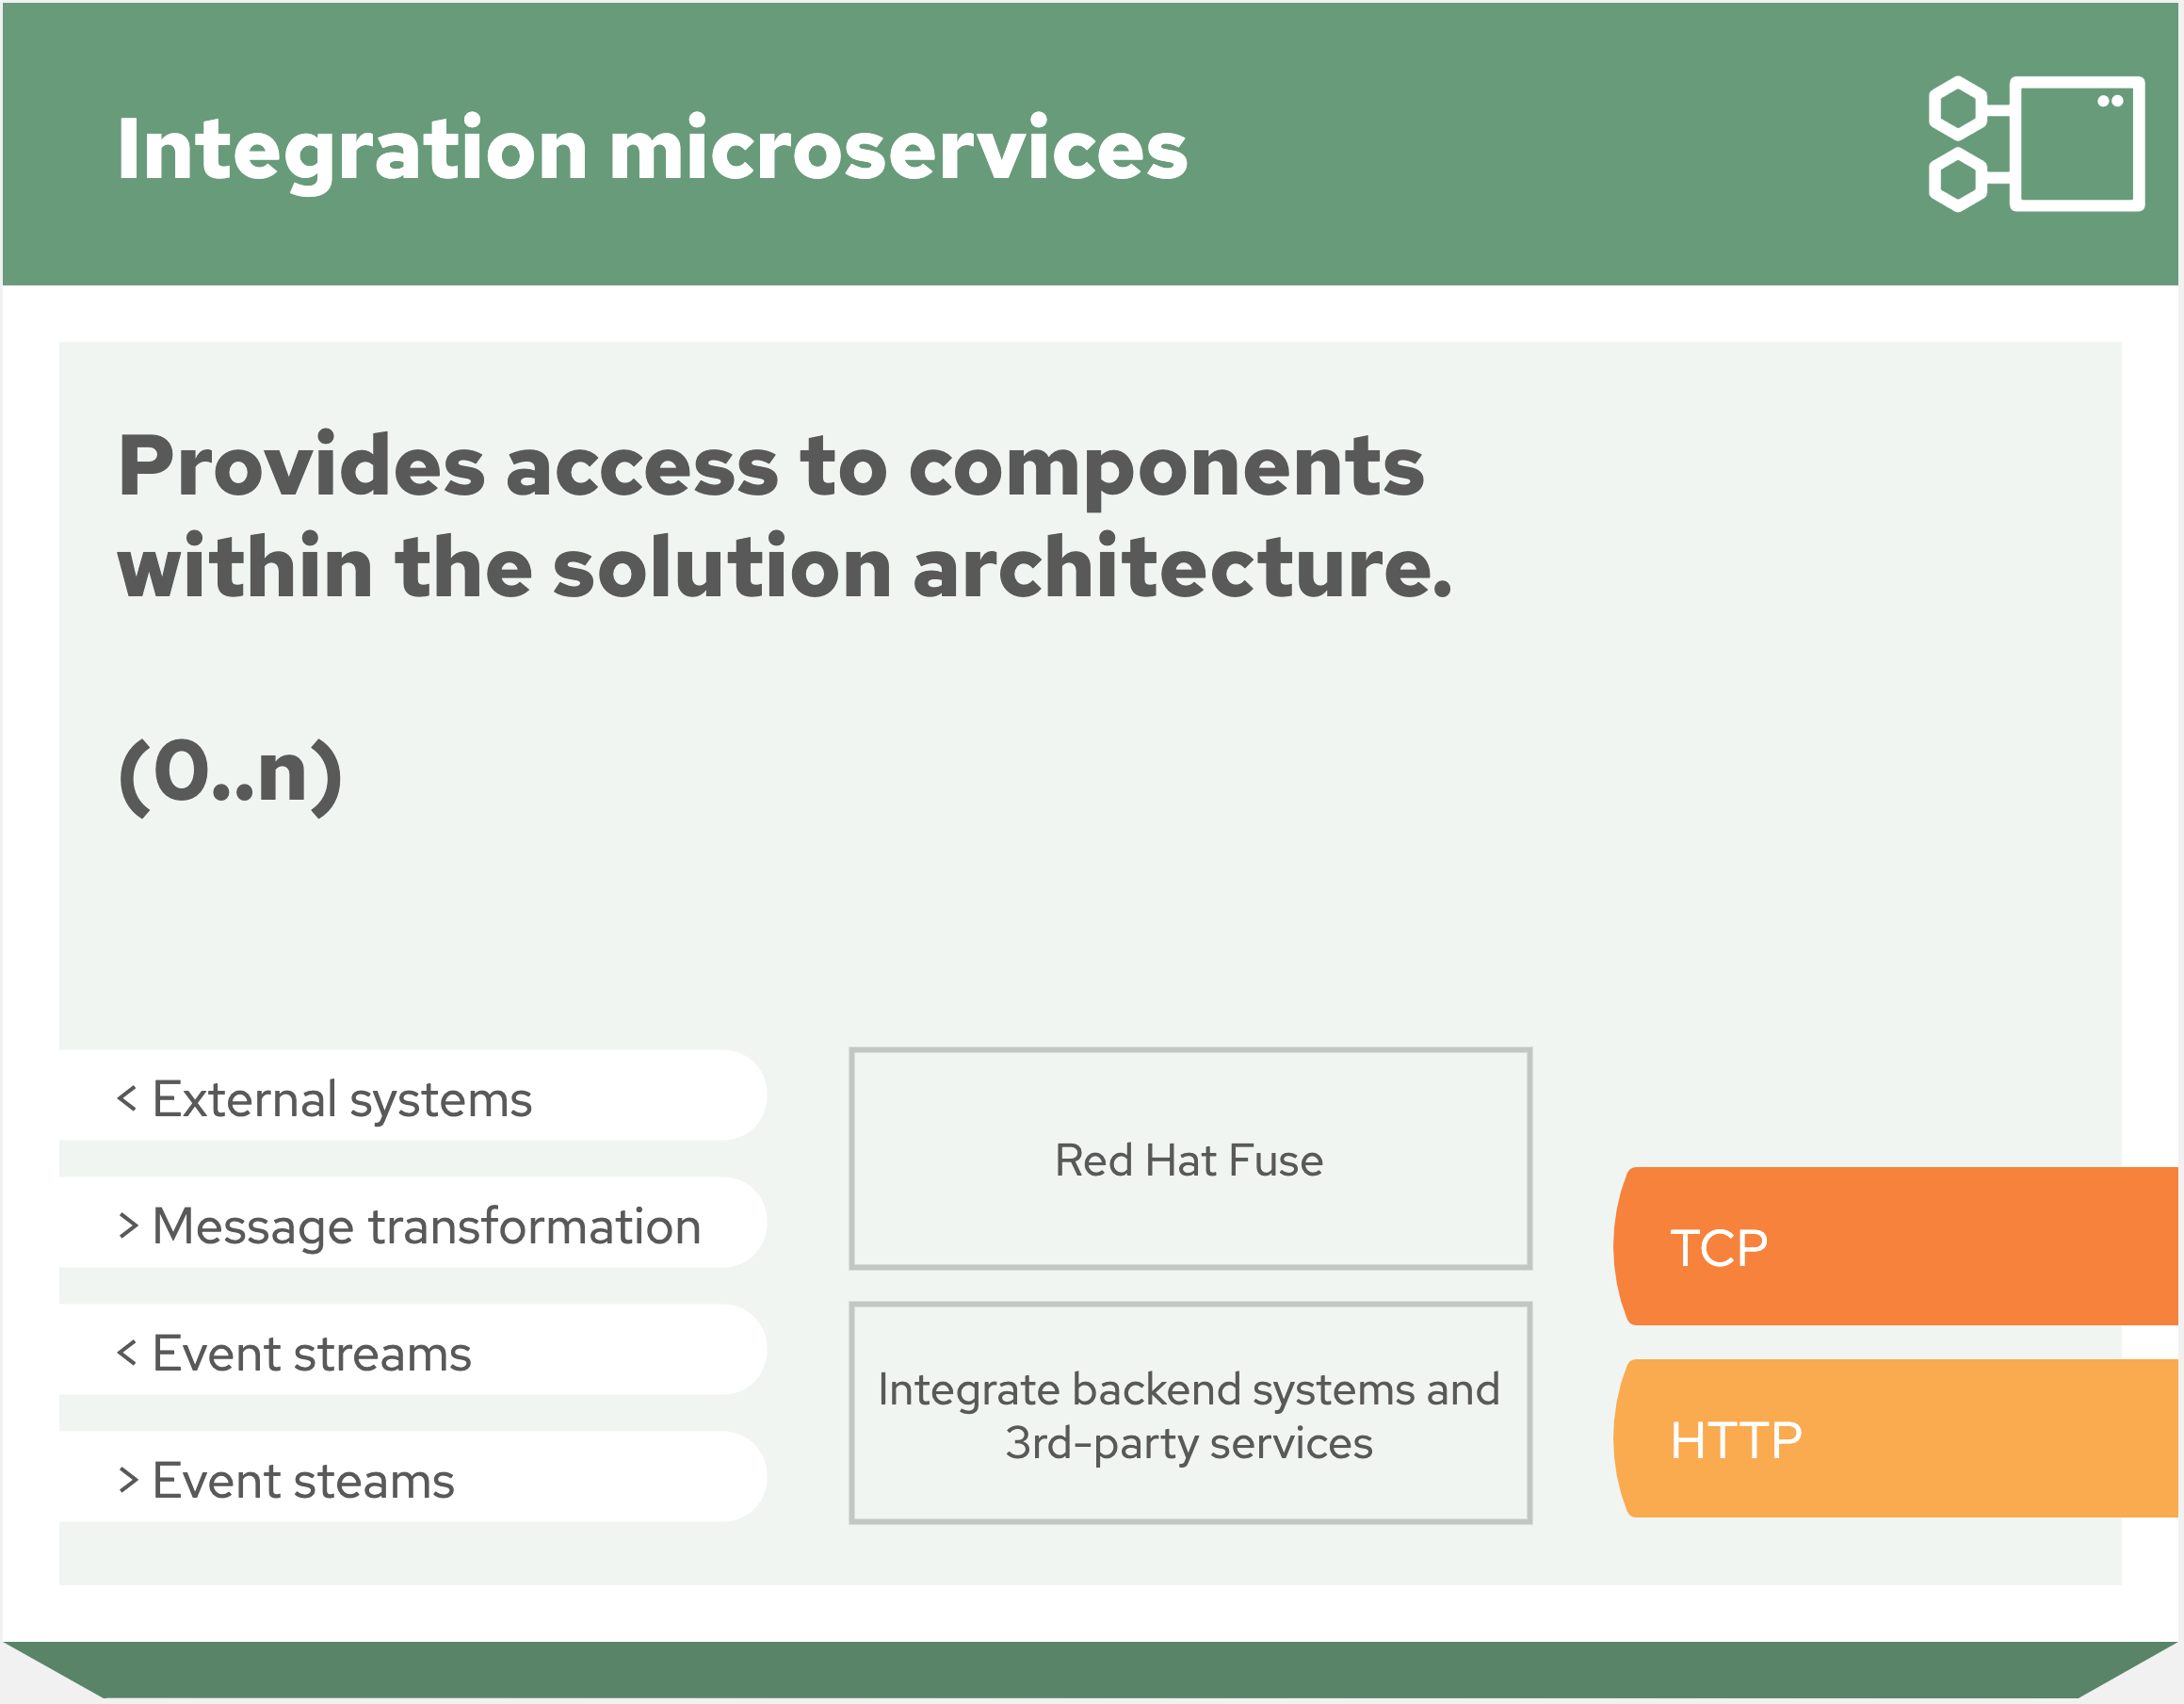 Integration microservices
Provides access to components
within the solution architecture.
(0..n)
< External systems
> Message transformation
< Event streams
> Event steams
Red Hat Fuse
Integrate backend systems and
3rd-party services
TCP
HTTP